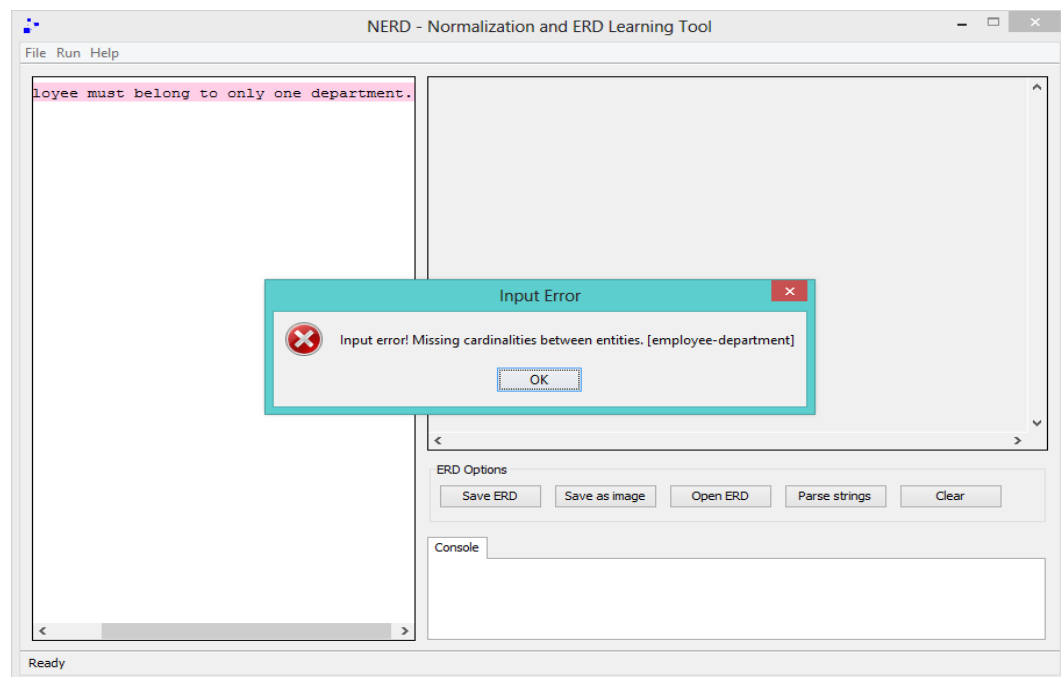 NERD - Normalization and ERD Learning Tool
File Run Help
loyee must belong to only one department.
Input Error
Input error! Missing cardinalities between entities. [employee-department]
OK
ERD Options
Save ERD Save as image Open ERD Parse strings Clear
Console
Ready